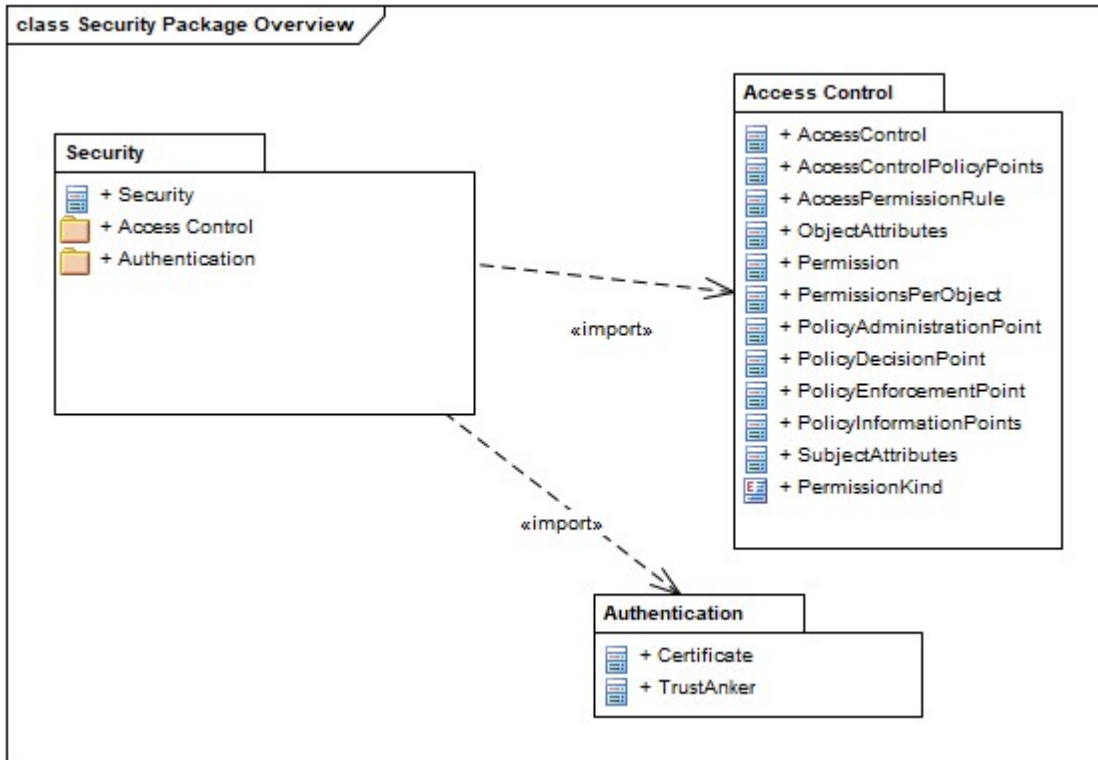 class Security Package Overview
Security
+ Security
+ Access Control
+ Authentication
«import»
«import»
Access Control
+ AccessControl
+ AccessControlPolicyPoints
+ AccessPermissionRule
+ ObjectAttributes
+ Permission
+ PermissionsPerObject
+ PolicyAdministrationPoint
+ PolicyDecisionPoint
+ PolicyEnforcementPoint
+ PolicyInformationPoints
+ SubjectAttributes
+ PermissionKind
Authentication
+ Certificate
+ TrustAnker